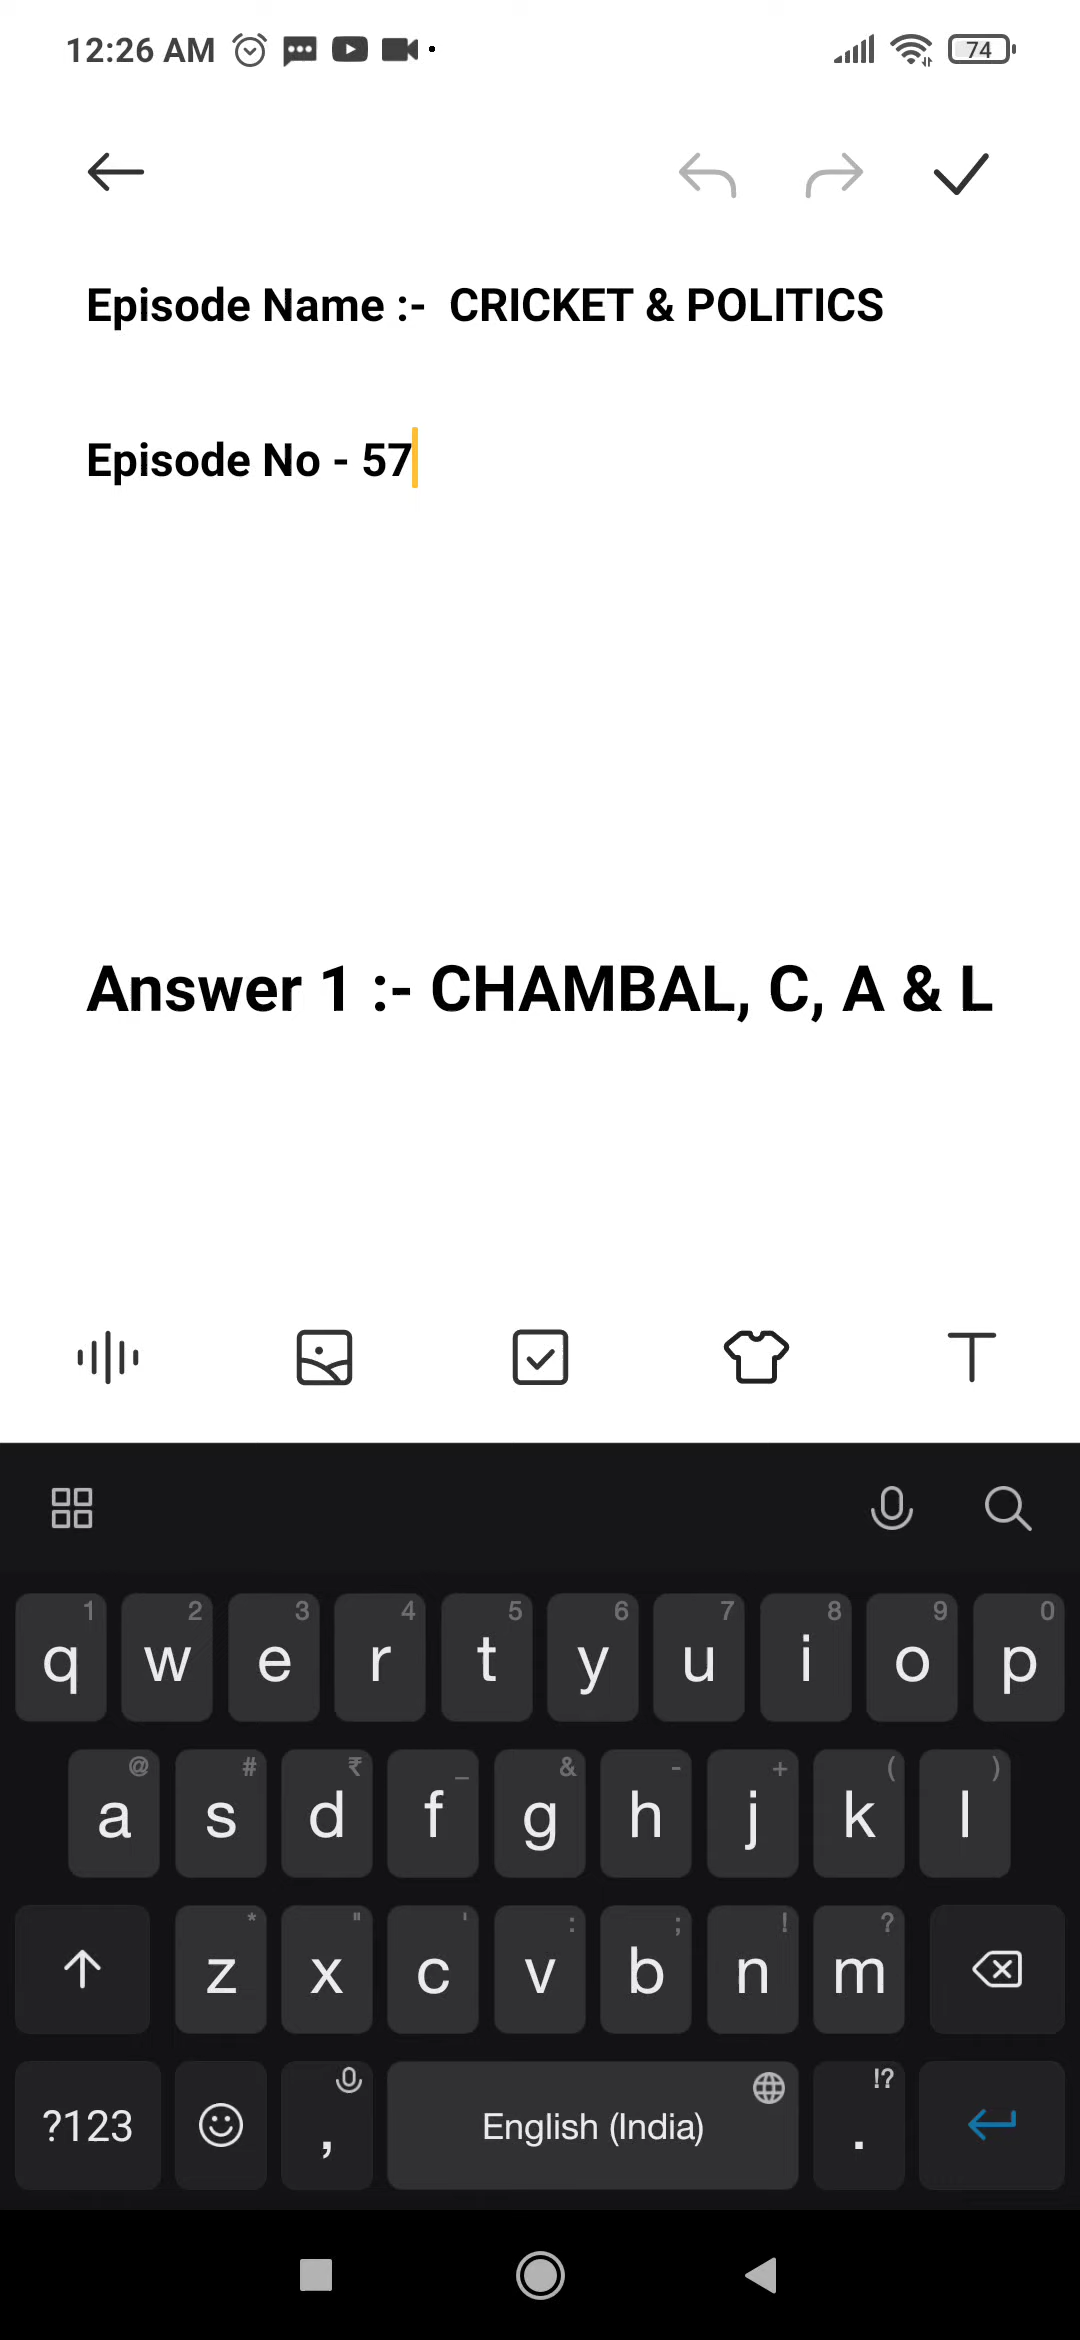 12:26 AM 74
Episode Name :- CRICKET & POLITICS
Episode No - 57
Answer 1 :- CHAMBAL, C, A & L
T
1 2 3 4 5 6 7 8 9 0
q w e r t y u i o p
@ # ₹ _ & - + ( )
a s d f g h j k l
* " ' : ; ! ?
z x c v b n m
!?
?123 , English (India) .